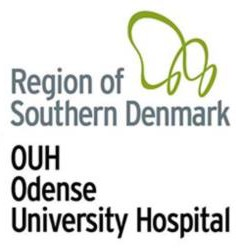 Region of
Southern Denmark
OUH
Odense
University Hospital